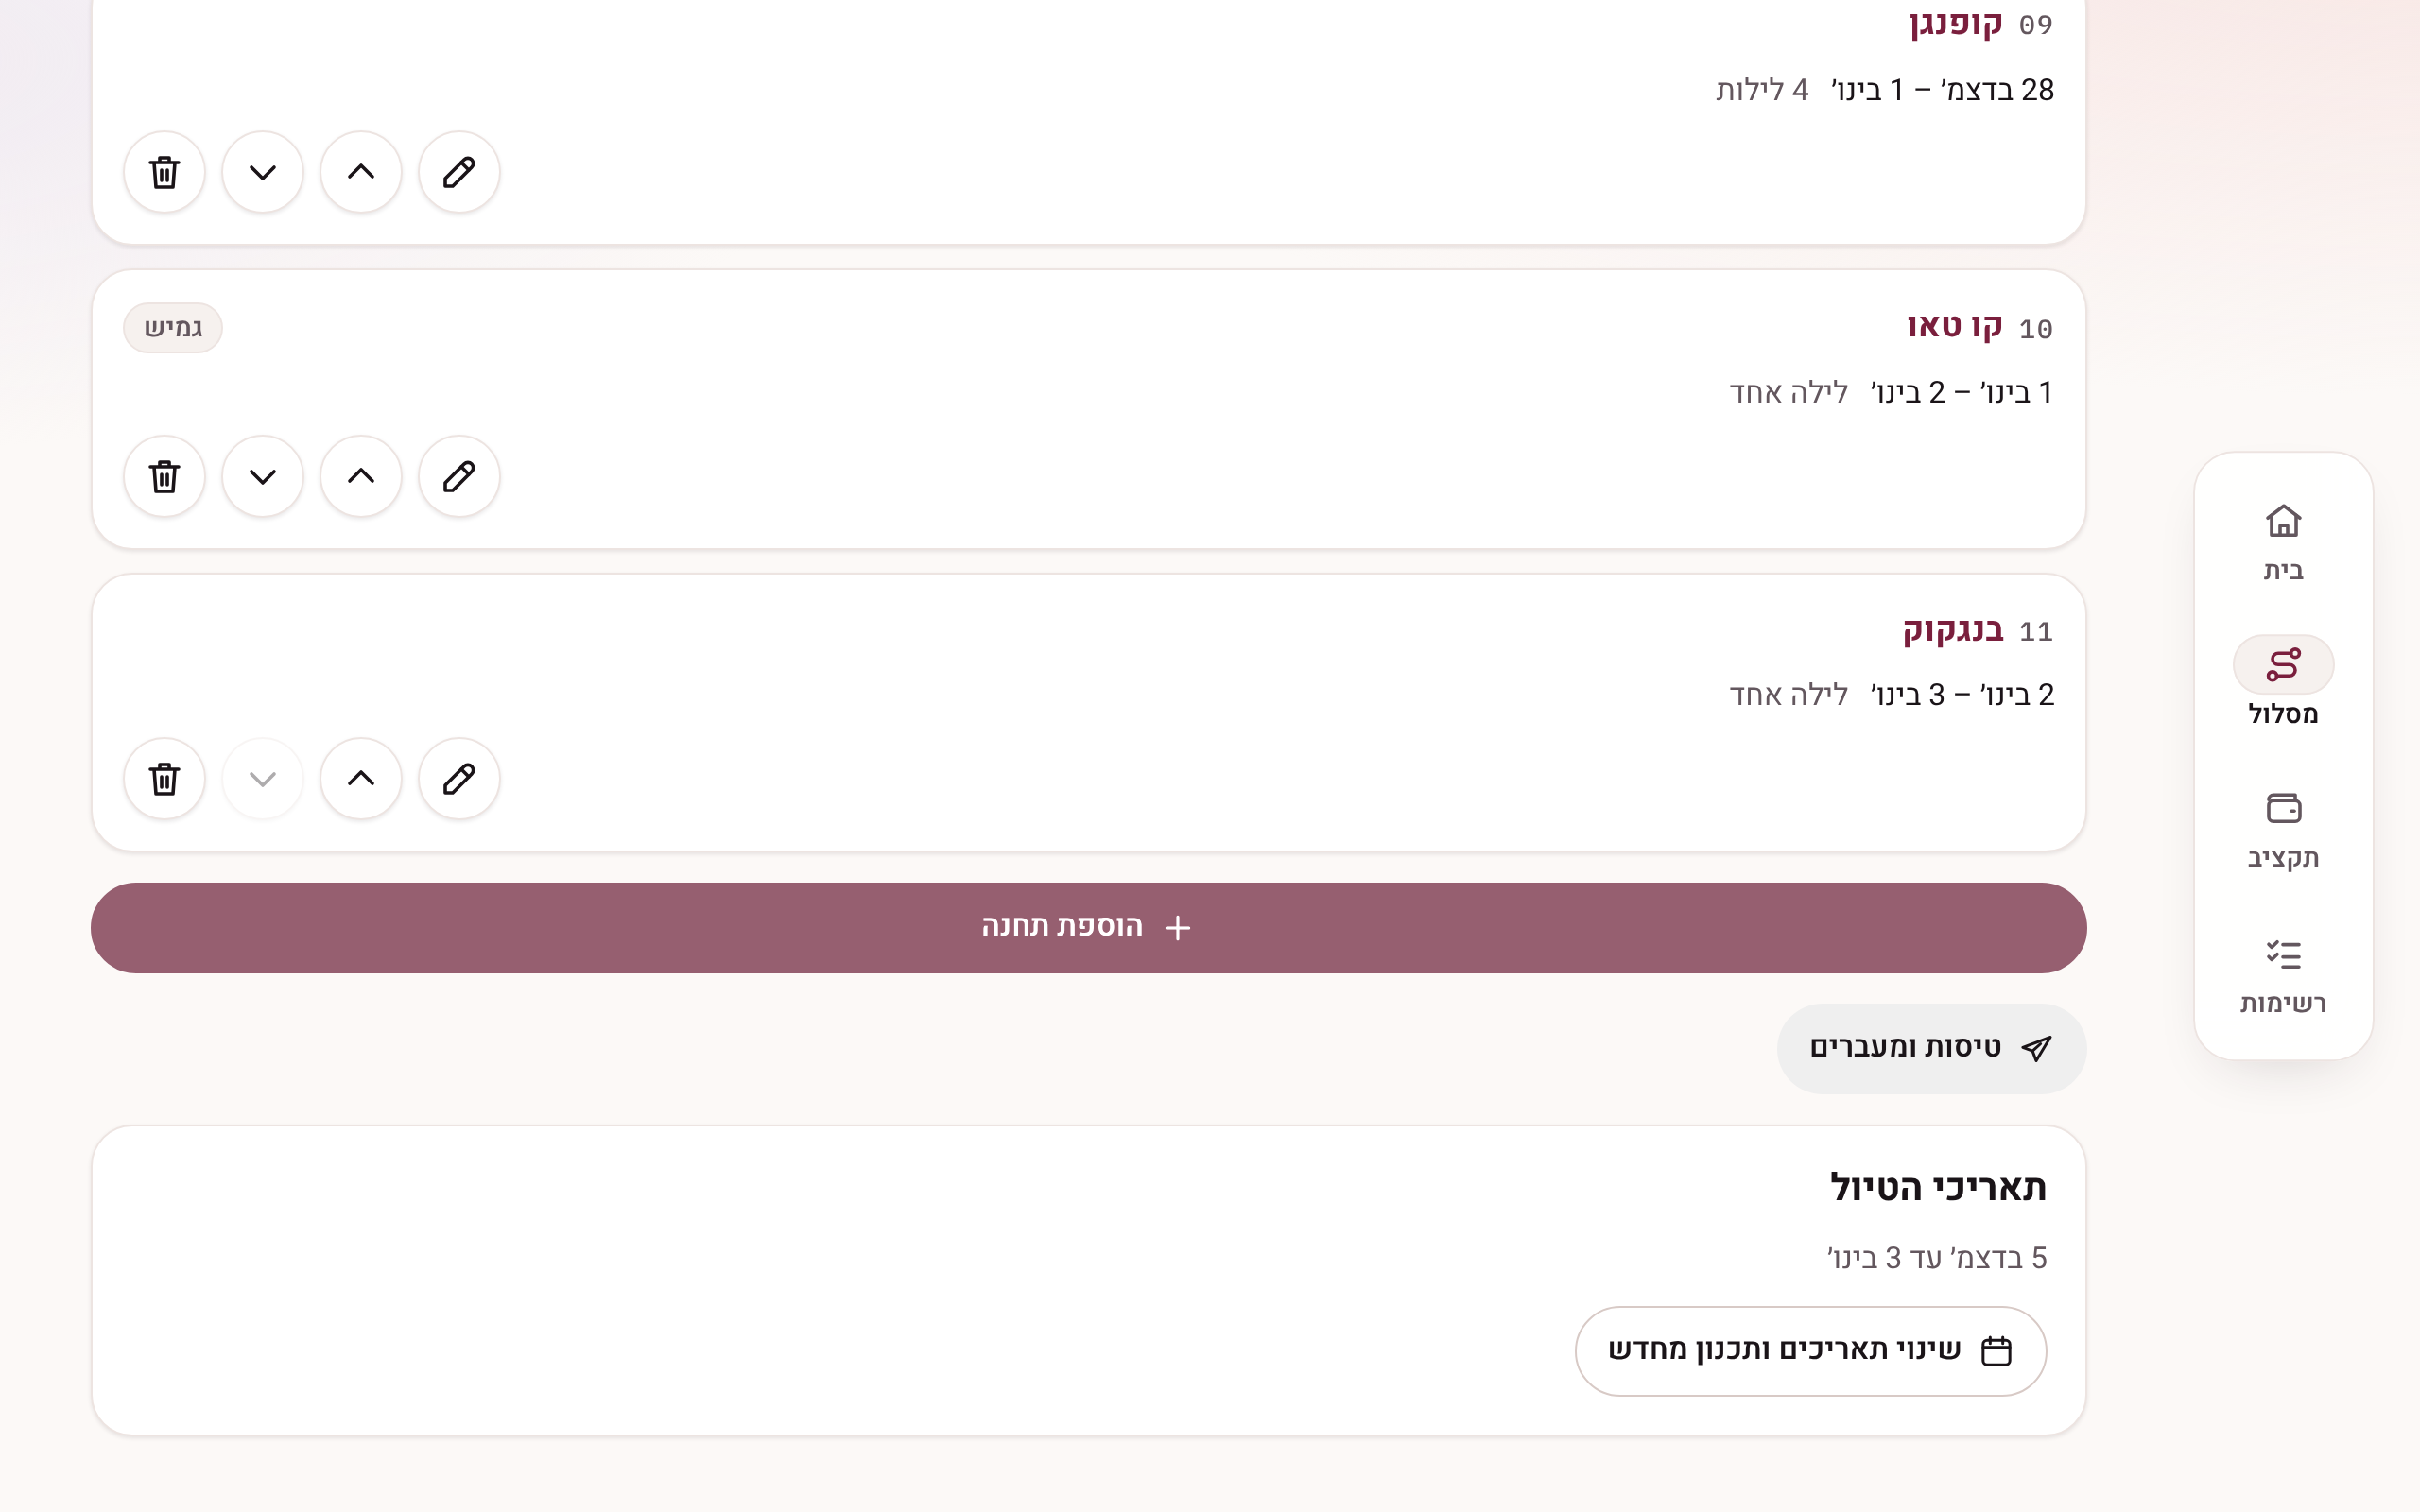 09 קופנגן
28 בדצמ׳ – 1 בינו׳ 4 לילות
10 קו טאו
גמיש
1 בינו׳ – 2 בינו׳ לילה אחד
11 בנגקוק
2 בינו׳ – 3 בינו׳ לילה אחד
הוספת תחנה
טיסות ומעברים
תאריכי הטיול
5 בדצמ׳ עד 3 בינו׳
שינוי תאריכים ותכנון מחדש
בית
מסלול
תקציב
רשימות